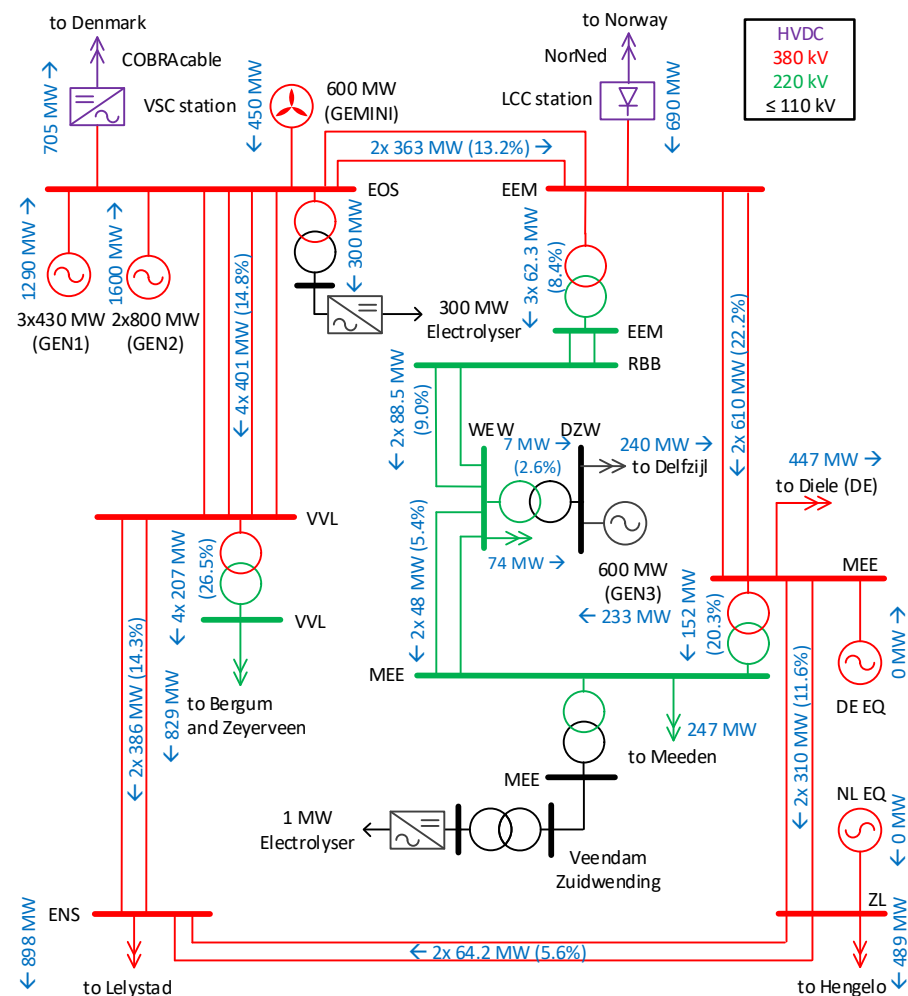 to Denmark
COBRAcable
705 MW →
VSC station
← 450 MW
600 MW
(GEMINI)
to Norway
NorNed
LCC station
← 690 MW
HVDC
380 kV
220 kV
≤ 110 kV
2x 363 MW (13.2%) →
EOS
EEM
1290 MW →
1600 MW →
3x430 MW
(GEN1)
2x800 MW
(GEN2)
← 4x 401 MW (14.8%)
← 300 MW
300 MW
Electrolyser
← 3x 62.3 MW
(8.4%)
EEM
RBB
← 2x 88.5 MW
(9.0%)
← 2x 610 MW (22.2%)
WEW
DZW
7 MW →
(2.6%)
240 MW →
to Delfzijl
447 MW →
to Diele (DE)
VVL
74 MW →
600 MW
(GEN3)
← 233 MW
MEE
← 4x 207 MW
(26.5%)
VVL
← 2x 48 MW (5.4%)
← 152 MW
(20.3%)
0 MW →
MEE
DE EQ
← 2x 386 MW (14.3%)
← 829 MW
to Bergum
and Zeyerveen
247 MW
to Meeden
← 2x 310 MW (11.6%)
MEE
NL EQ
← 0 MW
1 MW
Electrolyser
Veendam
Zuidwending
ENS
ZL
← 898 MW
← 2x 64.2 MW (5.6%)
← 489 MW
to Lelystad
to Hengelo